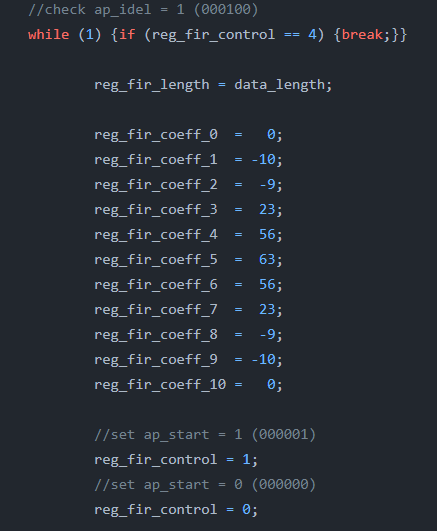 //check ap_idel = 1 (000100)
while (1) {if (reg_fir_control == 4) {break;}}
reg_fir_length = data_length;
reg_fir_coeff_0  =   0;
reg_fir_coeff_1  = -10;
reg_fir_coeff_2  =  -9;
reg_fir_coeff_3  =  23;
reg_fir_coeff_4  =  56;
reg_fir_coeff_5  =  63;
reg_fir_coeff_6  =  56;
reg_fir_coeff_7  =  23;
reg_fir_coeff_8  =  -9;
reg_fir_coeff_9  = -10;
reg_fir_coeff_10 =   0;
//set ap_start = 1 (000001)
reg_fir_control = 1;
//set ap_start = 0 (000000)
reg_fir_control = 0;